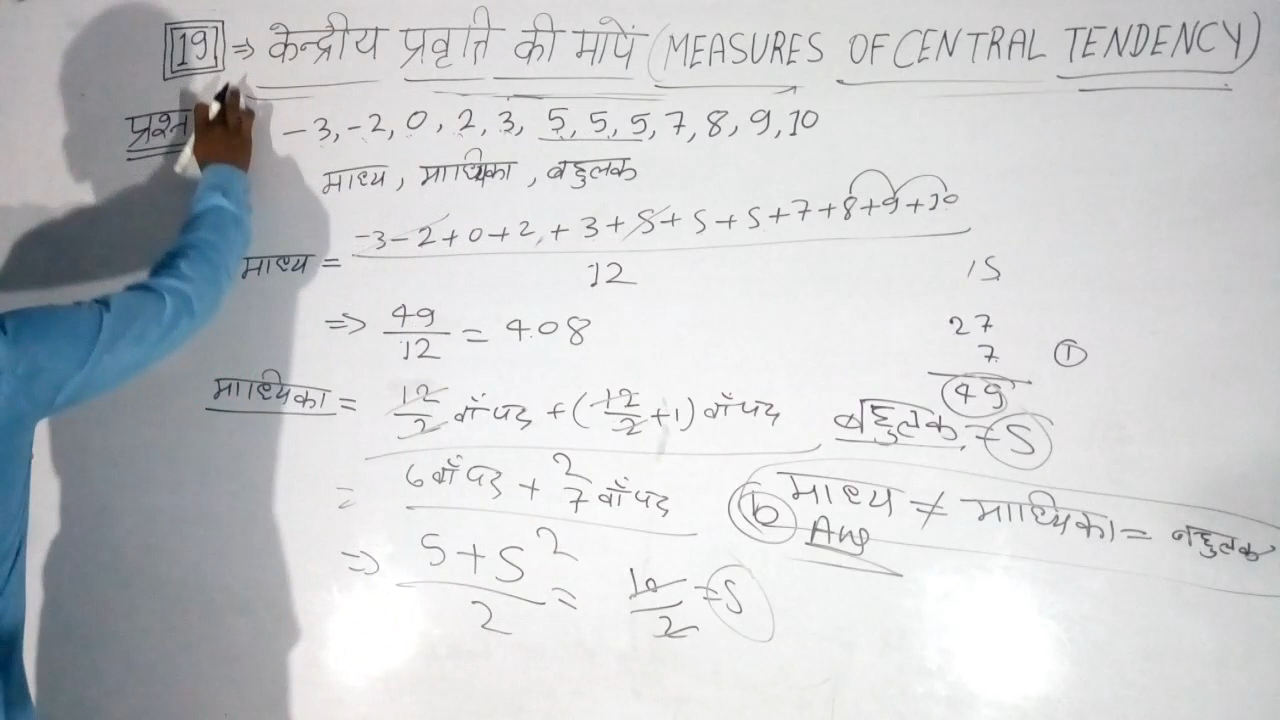 19 ⇒ केन्द्रीय प्रवृति की मापें (MEASURES OF CENTRAL TENDENCY)
प्रश्न -3, -2, 0, 2, 3, 5, 5, 5, 7, 8, 9, 10
माध्य, माध्यिका, बहुलक
माध्य = -3-2+0+2+3+5+5+5+7+8+9+10
12
⇒ 49/12 = 4.08
15
27
7
49
①
माध्यिका = 12/2 वाँ पद + (12/2+1) वाँ पद
2
बहुलक = 5
= 6 वाँ पद + 7 वाँ पद
2
⇒ 5+5/2 = 10/2 = 5
(b) माध्य ≠ माध्यिका = बहुलक
Ans